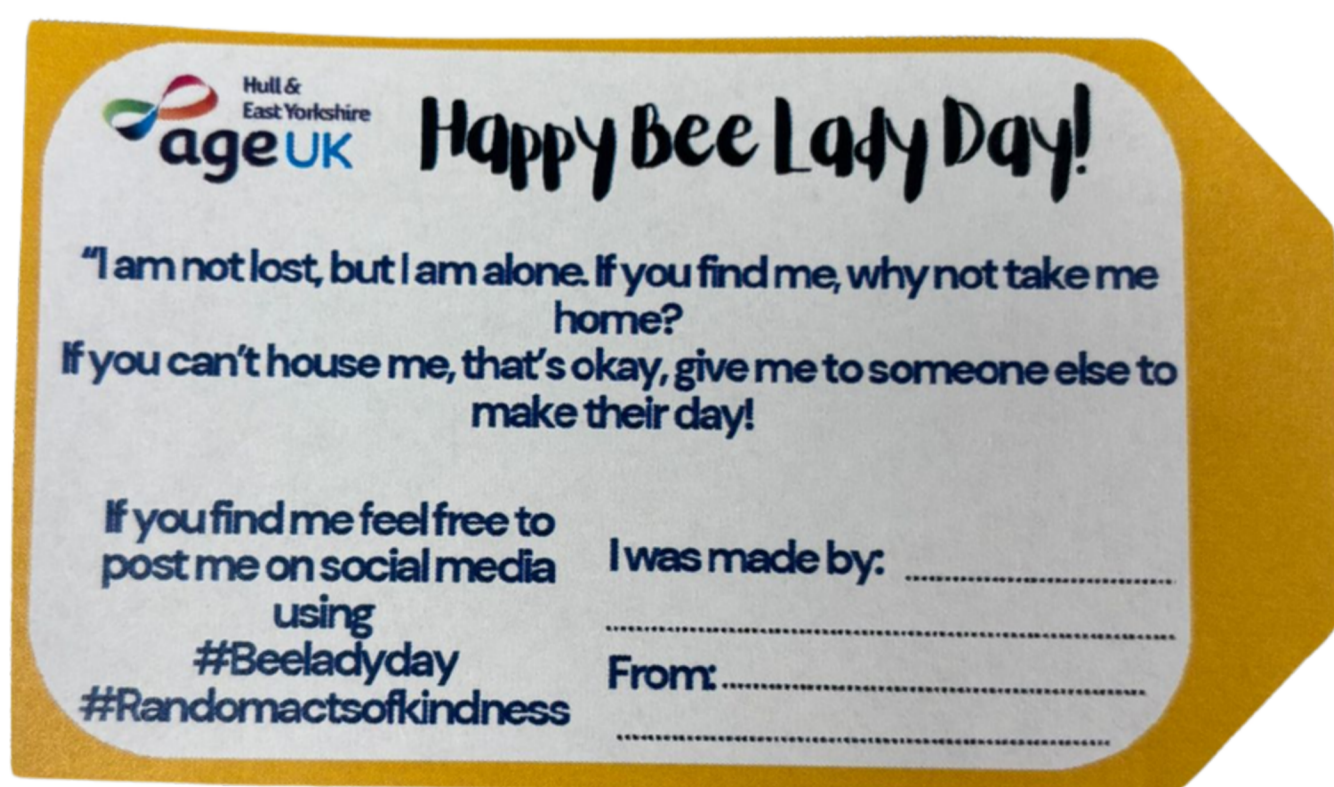 Hull &
East Yorkshire
age UK
Happy Bee Lady Day!
"I am not lost, but I am alone. If you find me, why not take me
home?
If you can't house me, that's okay, give me to someone else to
make their day!
If you find me feel free to
post me on social media
using
#Beeladyday
#Randomactsofkindness
I was made by:
From: